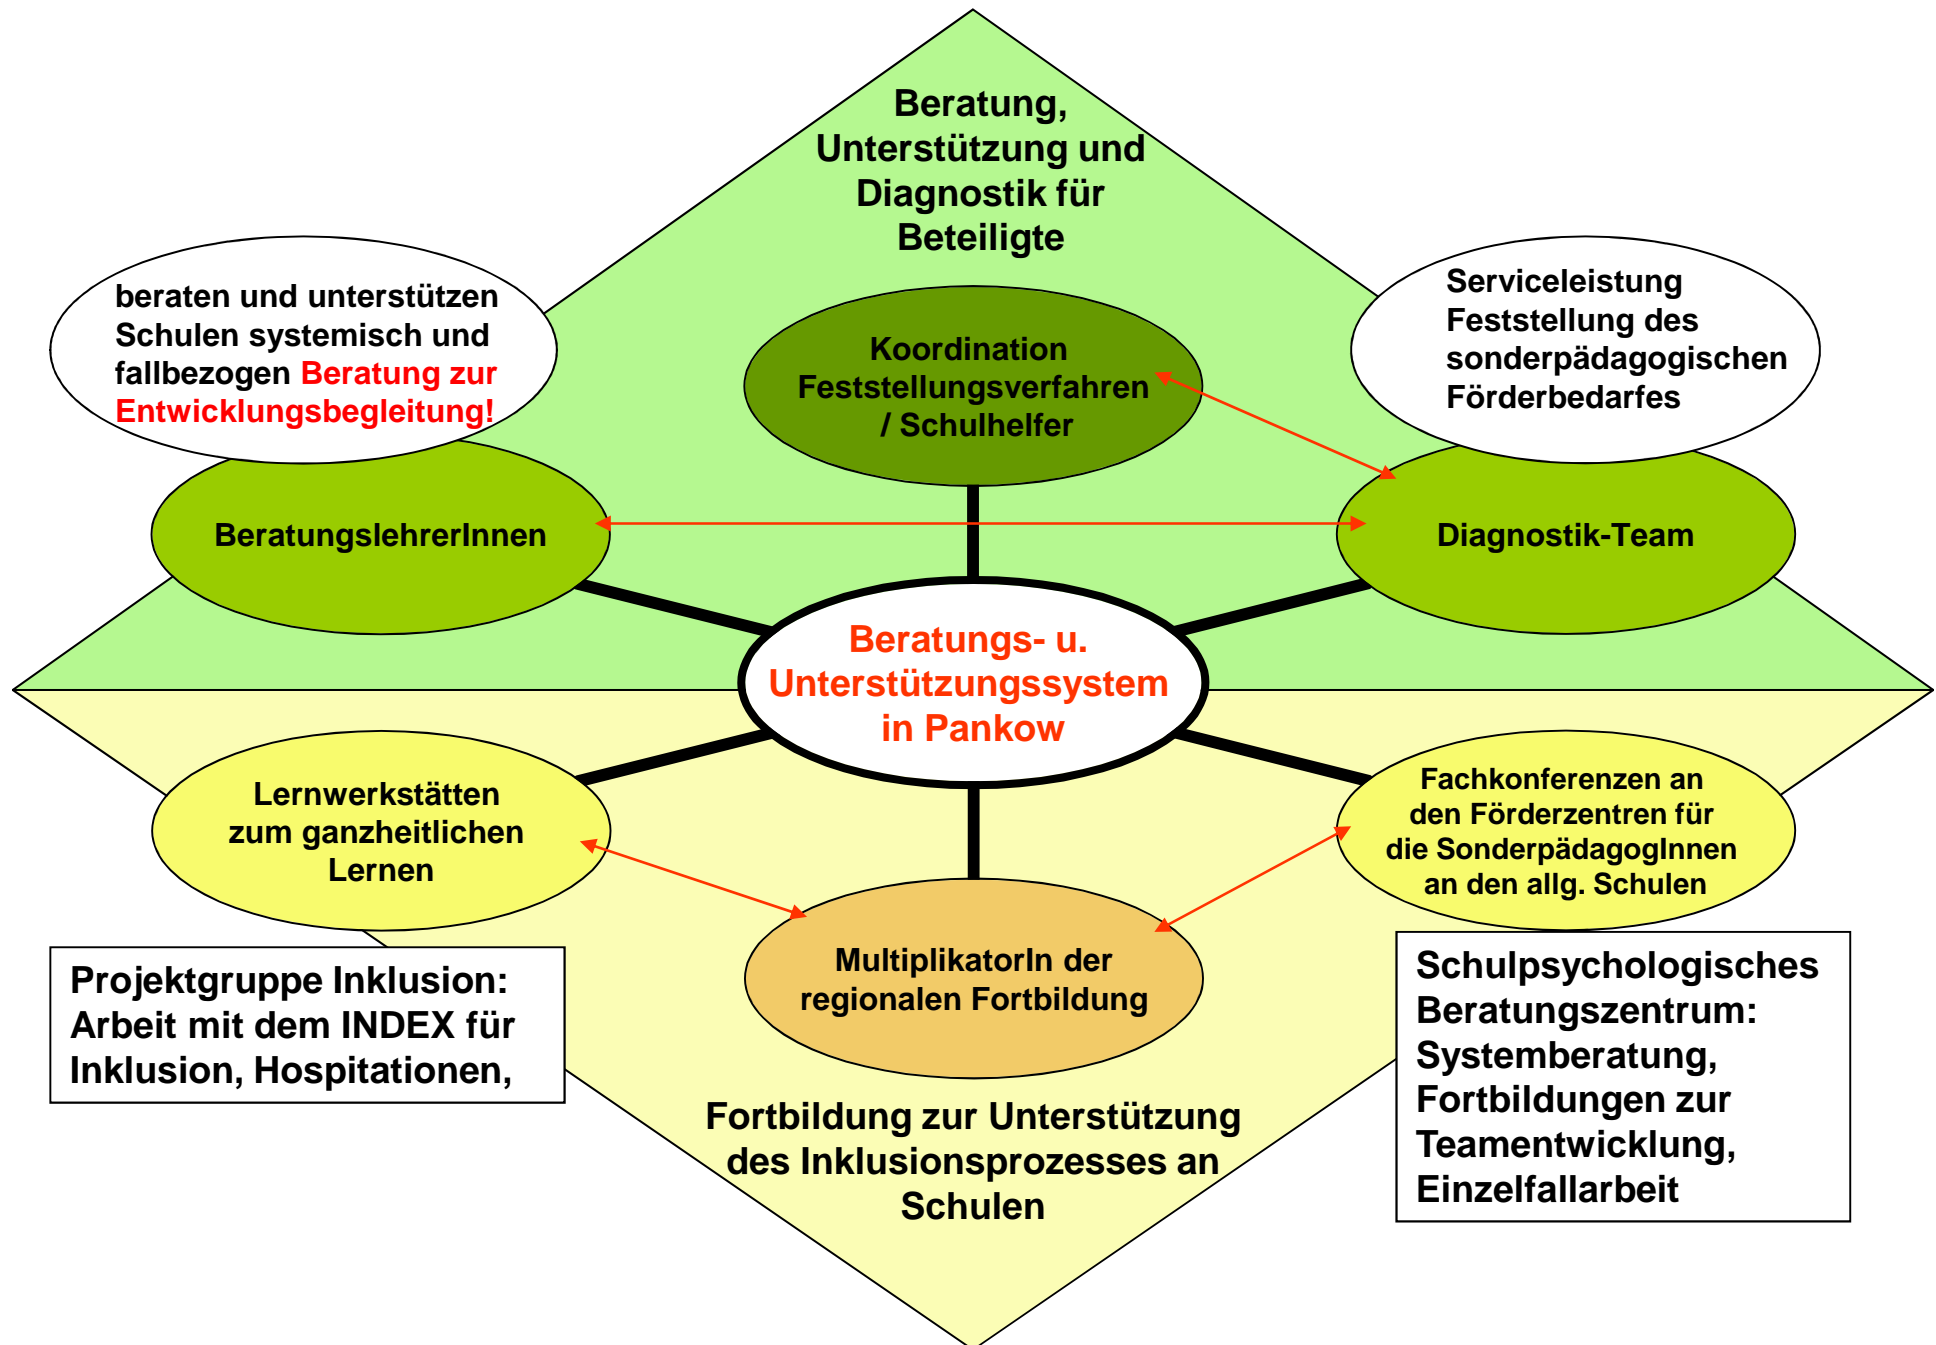 Beratung,
Unterstützung und
Diagnostik für
Beteiligte
beraten und unterstützen
Schulen systemisch und
fallbezogen Beratung zur
Entwicklungsbegleitung!
Serviceleistung
Feststellung des
sonderpädagogischen
Förderbedarfes
Koordination
Feststellungsverfahren
/ Schulhelfer
BeratungslehrerInnen
Diagnostik-Team
Beratungs- u.
Unterstützungssystem
in Pankow
Lernwerkstätten
zum ganzheitlichen
Lernen
Fachkonferenzen an
den Förderzentren für
die SonderpädagogInnen
an den allg. Schulen
MultiplikatorIn der
regionalen Fortbildung
Projektgruppe Inklusion:
Arbeit mit dem INDEX für
Inklusion, Hospitationen,
Schulpsychologisches
Beratungszentrum:
Systemberatung,
Fortbildungen zur
Teamentwicklung,
Einzelfallarbeit
Fortbildung zur Unterstützung
des Inklusionsprozesses an
Schulen